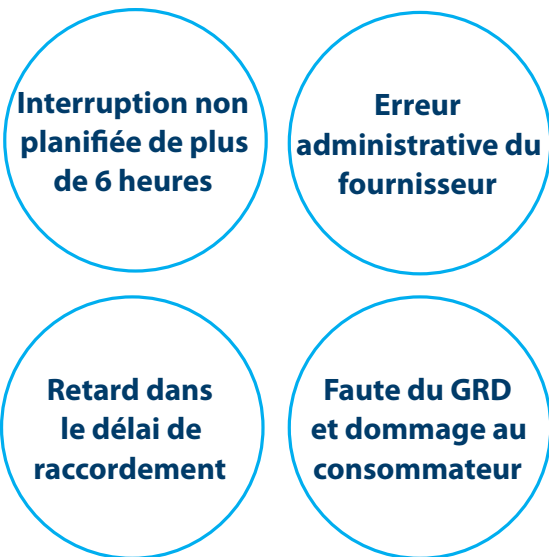 Interruption non
planifiée de plus
de 6 heures
Erreur
administrative du
fournisseur
Retard dans
le délai de
raccordement
Faute du GRD
et dommage au
consommateur